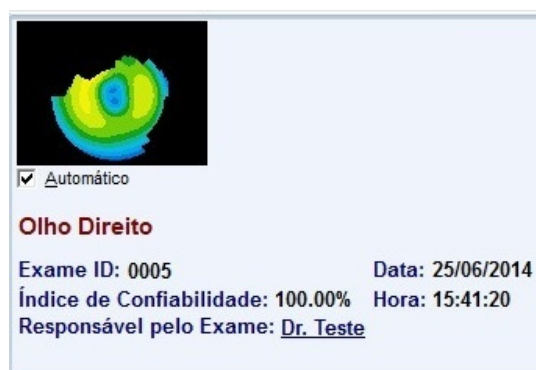 Automático
Olho Direito
Exame ID: 0005 Data: 25/06/2014
Índice de Confiabilidade: 100.00% Hora: 15:41:20
Responsável pelo Exame: Dr. Teste